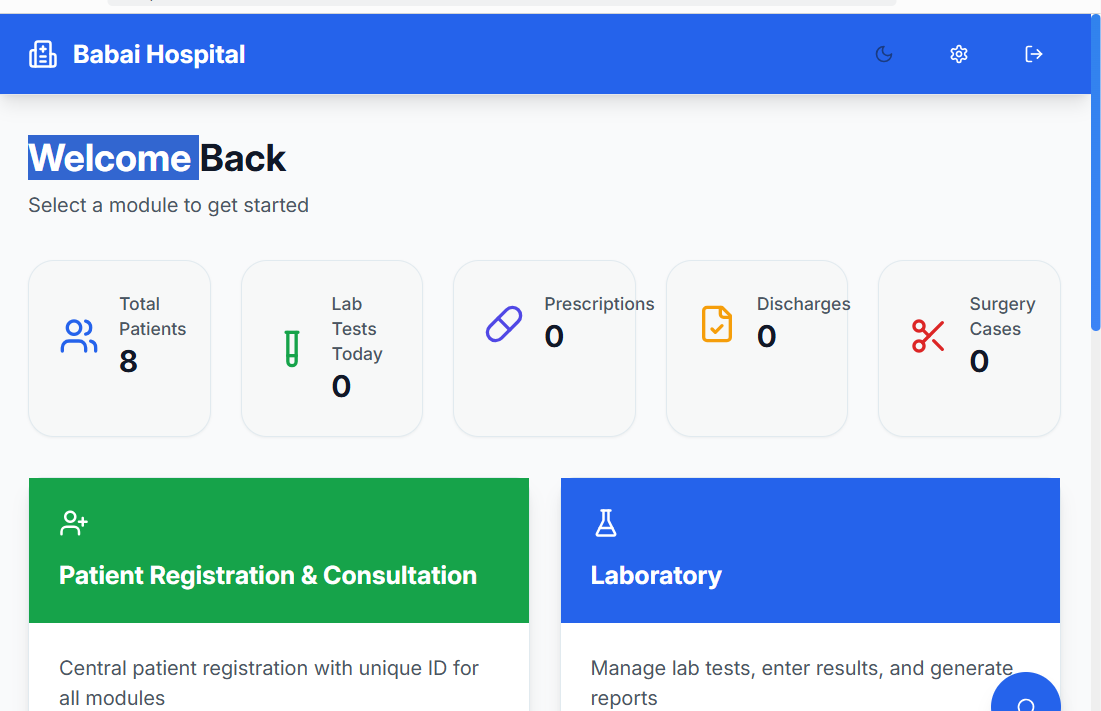 Babai Hospital
Welcome Back
Select a module to get started
Total
Patients
8
Lab
Tests
Today
0
Prescriptions
0
Discharges
0
Surgery
Cases
0
Patient Registration & Consultation
Central patient registration with unique ID for
all modules
Laboratory
Manage lab tests, enter results, and generate
reports